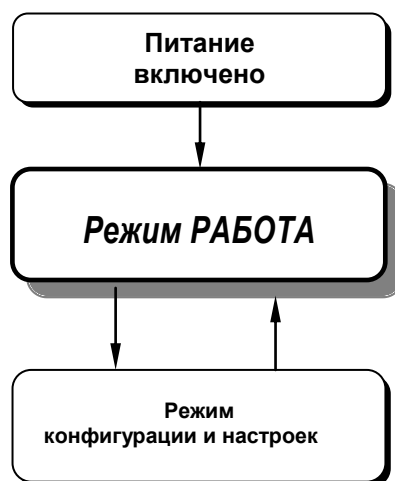 Питание
включено
Режим РАБОТА
Режим
конфигурации и настроек